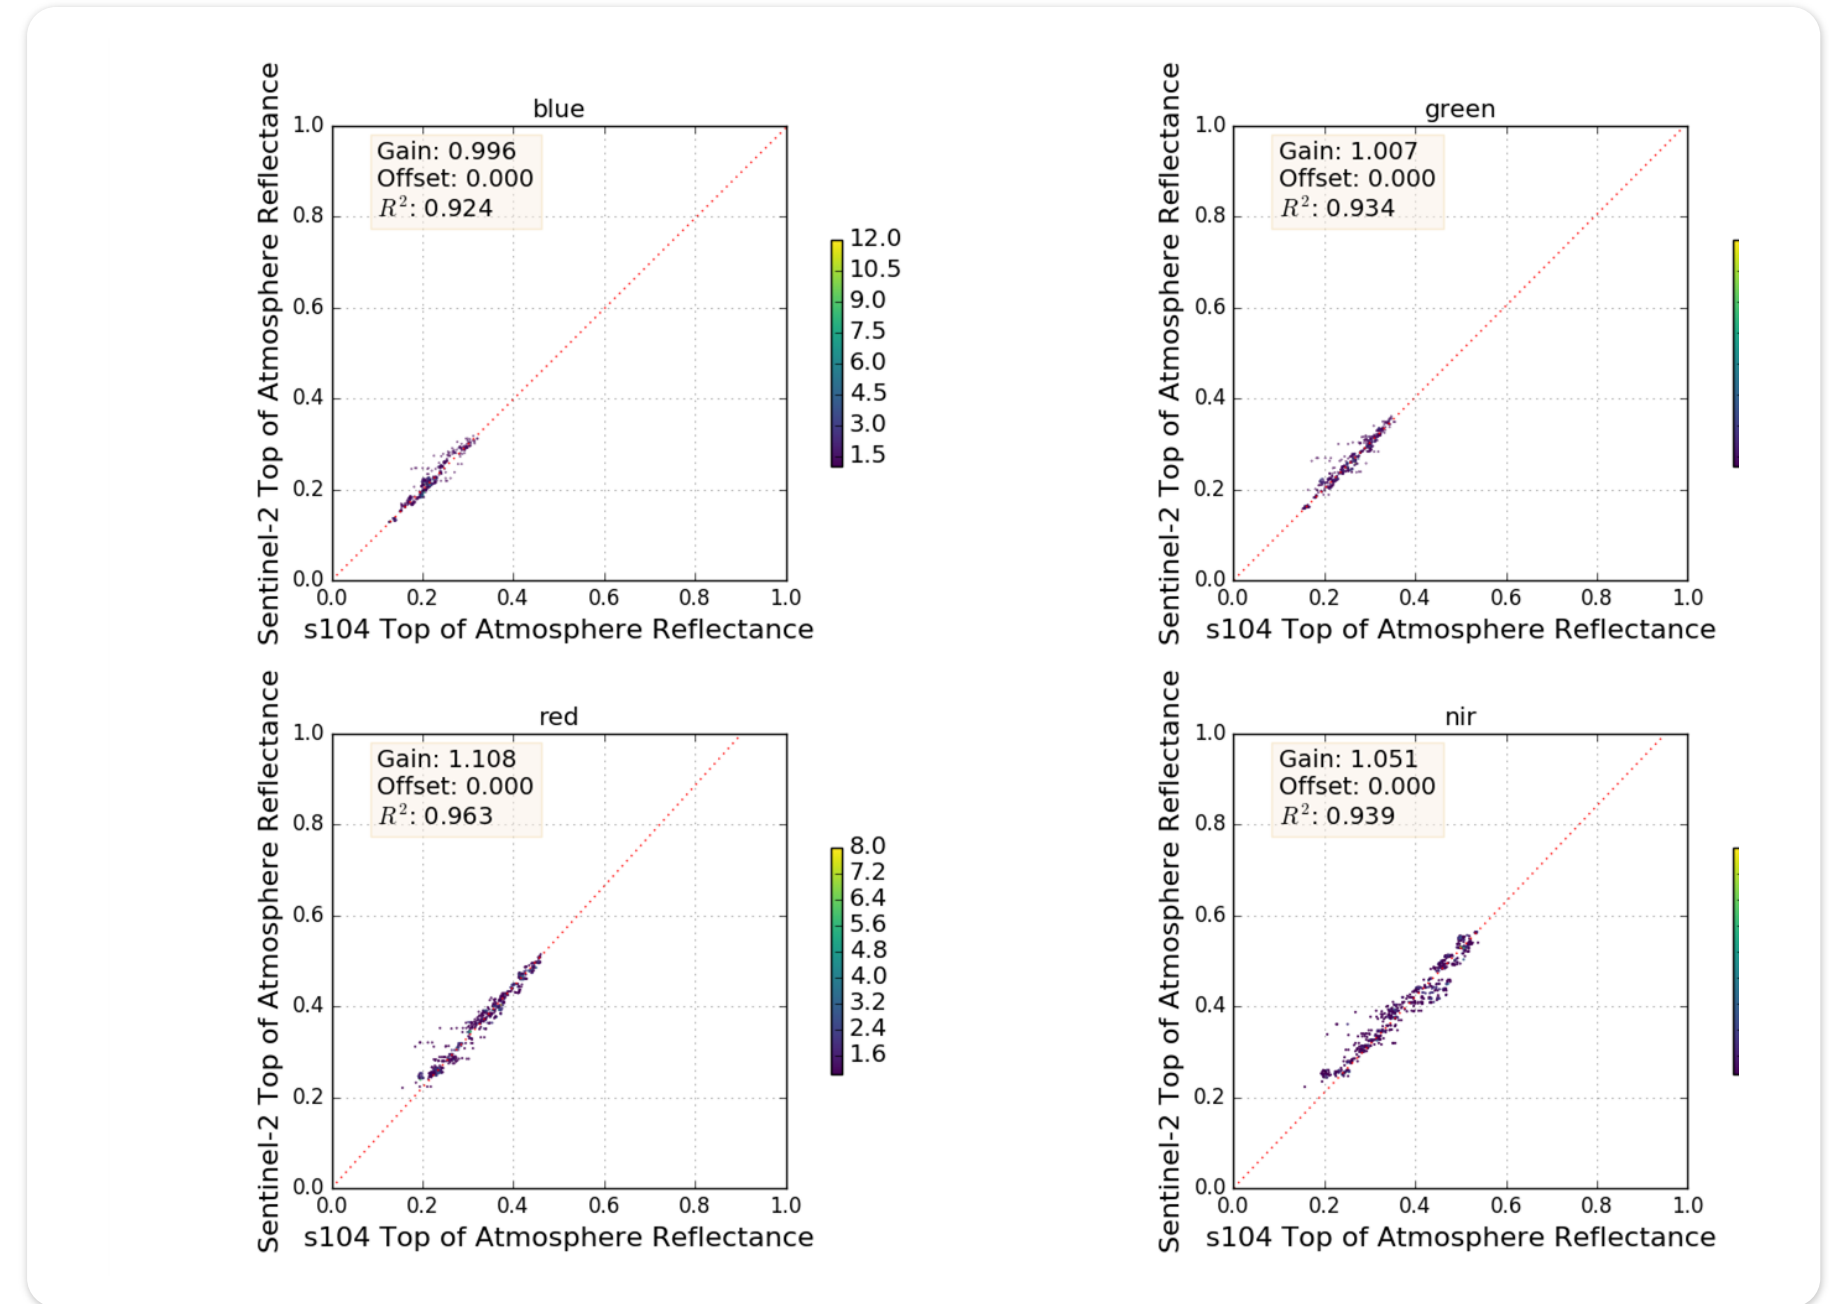 blue
Sentinel-2 Top of Atmosphere Reflectance
1.0
0.8
0.6
0.4
0.2
0.0
Gain: 0.996
Offset: 0.000
R²: 0.924
0.0 0.2 0.4 0.6 0.8 1.0
s104 Top of Atmosphere Reflectance
12.0
10.5
9.0
7.5
6.0
4.5
3.0
1.5
green
Sentinel-2 Top of Atmosphere Reflectance
1.0
0.8
0.6
0.4
0.2
0.0
Gain: 1.007
Offset: 0.000
R²: 0.934
0.0 0.2 0.4 0.6 0.8 1.0
s104 Top of Atmosphere Reflectance
red
Sentinel-2 Top of Atmosphere Reflectance
1.0
0.8
0.6
0.4
0.2
0.0
Gain: 1.108
Offset: 0.000
R²: 0.963
0.0 0.2 0.4 0.6 0.8 1.0
s104 Top of Atmosphere Reflectance
8.0
7.2
6.4
5.6
4.8
4.0
3.2
2.4
1.6
nir
Sentinel-2 Top of Atmosphere Reflectance
1.0
0.8
0.6
0.4
0.2
0.0
Gain: 1.051
Offset: 0.000
R²: 0.939
0.0 0.2 0.4 0.6 0.8 1.0
s104 Top of Atmosphere Reflectance